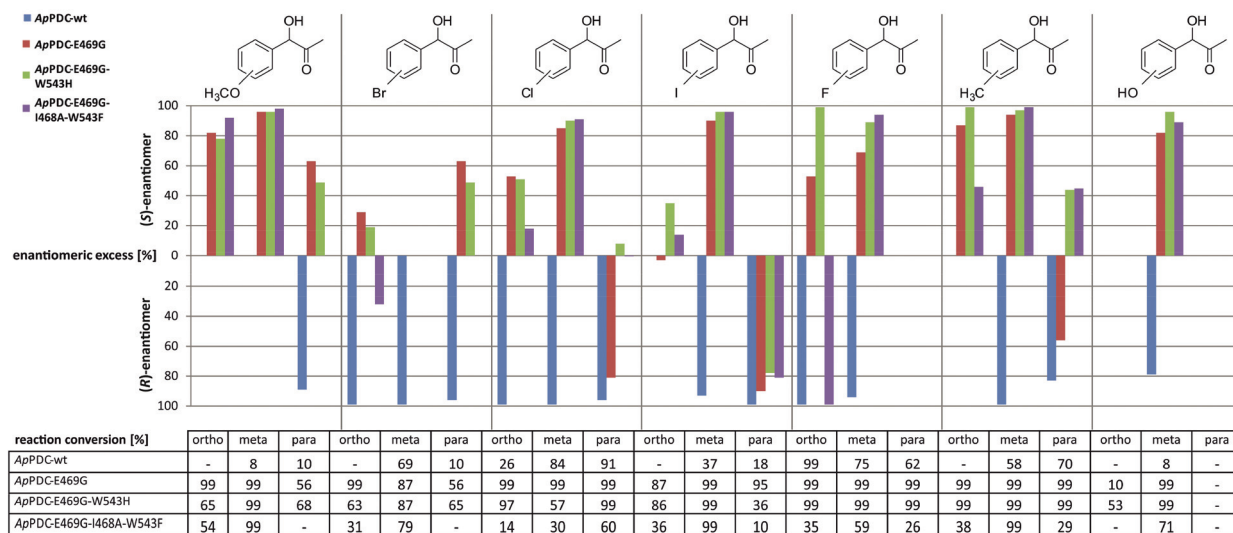 ApPDC-wt
ApPDC-E469G
ApPDC-E469G-
W543H
ApPDC-E469G-
I468A-W543F
OH OH OH OH OH OH OH
O O O O O O O
H₃CO Br Cl I F H₃C HO
100
80
60
40
20
0
20
40
60
80
100
(S)-enantiomer
enantiomeric excess [%]
(R)-enantiomer
reaction conversion [%] ortho meta para ortho meta para ortho meta para ortho meta para ortho meta para ortho meta para ortho meta para
ApPDC-wt - 8 10 - 69 10 26 84 91 - 37 18 99 75 62 - 58 70 - 8 -
ApPDC-E469G 99 99 56 99 87 56 99 99 99 87 99 95 99 99 99 99 99 99 10 99 -
ApPDC-E469G-W543H 65 99 68 63 87 65 97 57 99 86 99 36 99 99 99 99 99 99 53 99 -
ApPDC-E469G-I468A-W543F 54 99 - 31 79 - 14 30 60 36 99 10 35 59 26 38 99 29 - 71 -